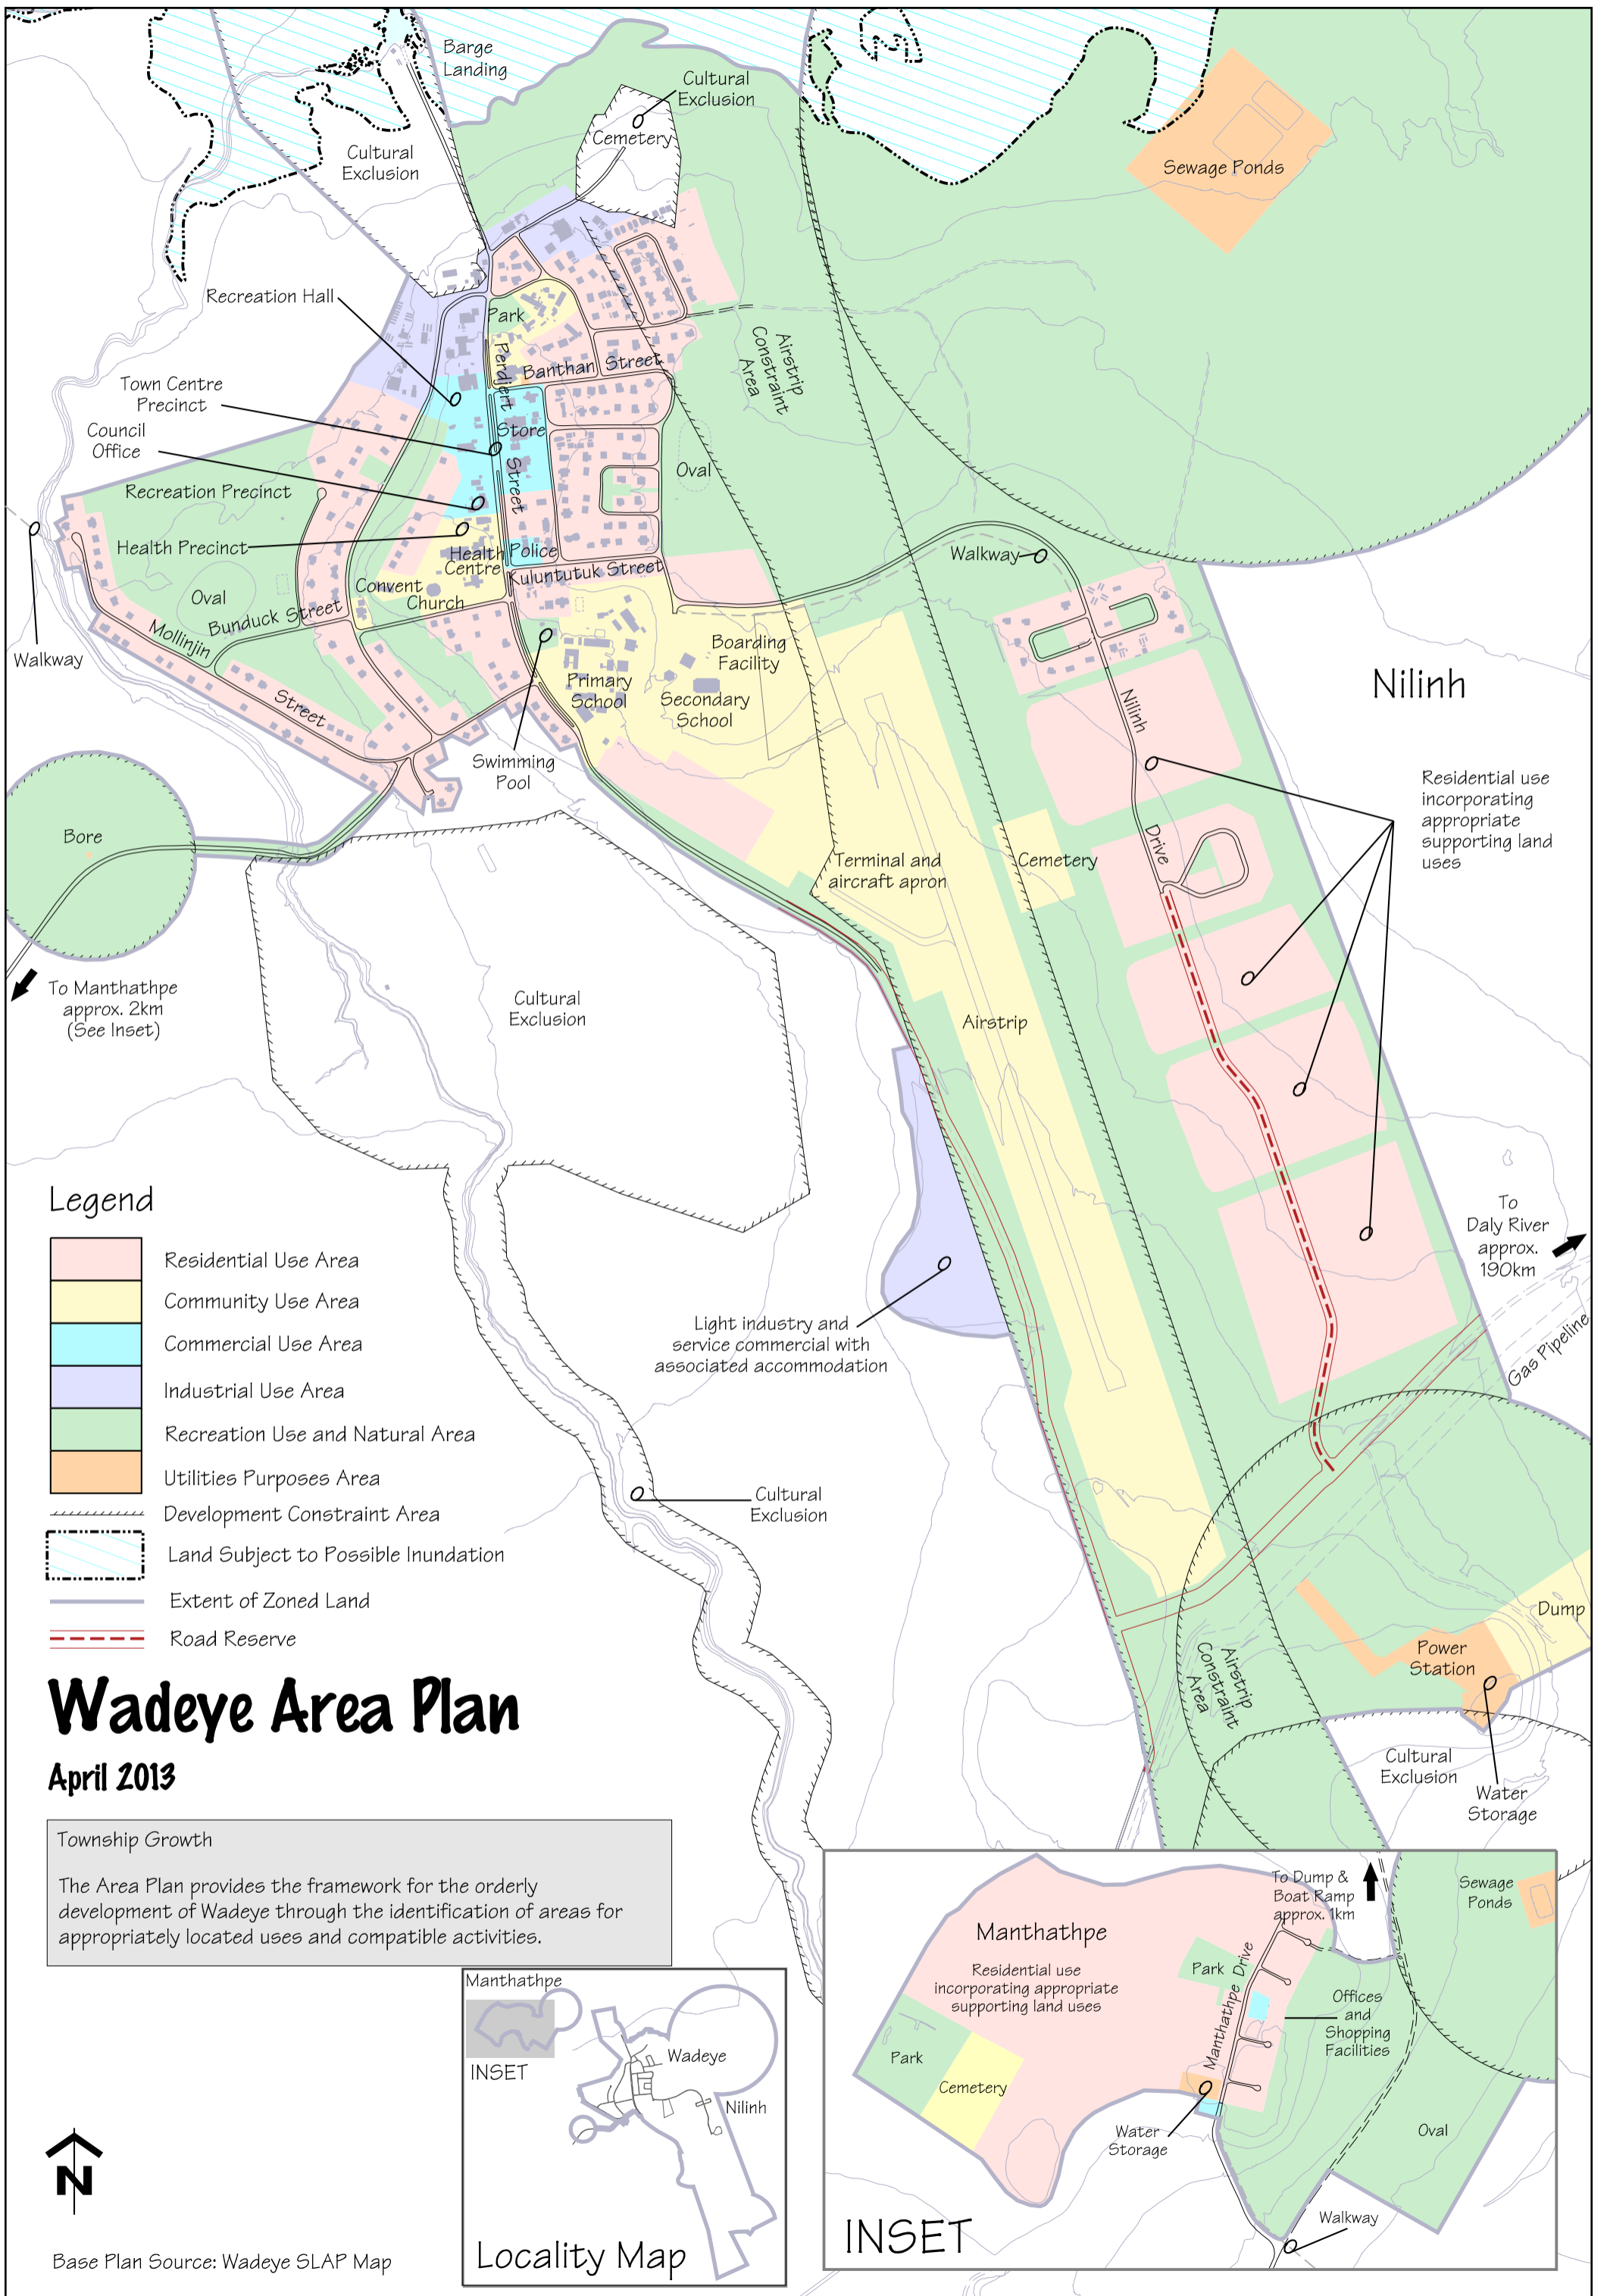 Barge
Landing
Cultural
Exclusion
Cemetery
Cultural
Exclusion
Sewage Ponds
Recreation Hall
Park
Perdjert
Street
Banthan Street
Airstrip
Constraint
Area
Town Centre
Precinct
Council
Office
Store
Oval
Recreation Precinct
Health Precinct
Health
Centre
Police
Kuluntutuk Street
Walkway
Convent
Church
Oval
Bunduck Street
Mollinjin
Street
Walkway
Boarding
Facility
Primary
School
Secondary
School
Swimming
Pool
Nilinh
Nilinh
Drive
Residential use
incorporating
appropriate
supporting land
uses
Bore
Terminal and
aircraft apron
Cemetery
To Manthathpe
approx. 2km
(See Inset)
Cultural
Exclusion
Airstrip
To
Daly River
approx.
190km
Gas Pipeline
Light industry and
service commercial with
associated accommodation
Cultural
Exclusion
Dump
Power
Station
Airstrip
Constraint
Area
Cultural
Exclusion
Water
Storage
Legend
Residential Use Area
Community Use Area
Commercial Use Area
Industrial Use Area
Recreation Use and Natural Area
Utilities Purposes Area
Development Constraint Area
Land Subject to Possible Inundation
Extent of Zoned Land
Road Reserve
Wadeye Area Plan
April 2013
Township Growth
The Area Plan provides the framework for the orderly
development of Wadeye through the identification of areas for
appropriately located uses and compatible activities.
Manthathpe
INSET
Wadeye
Nilinh
Locality Map
N
Base Plan Source: Wadeye SLAP Map
To Dump &
Boat Ramp
approx. 1km
Sewage
Ponds
Manthathpe
Residential use
incorporating appropriate
supporting land uses
Park
Manthathpe Drive
Offices
and
Shopping
Facilities
Park
Cemetery
Water
Storage
Oval
Walkway
INSET